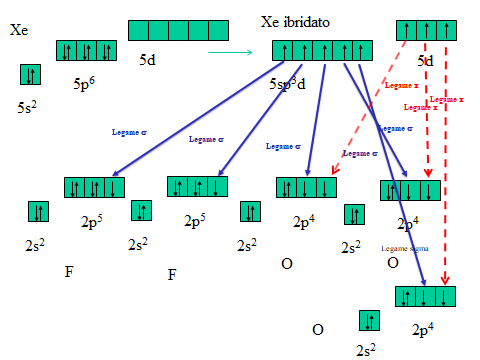 Xe
Xe ibridato
5d
5p6
5s2
5sp3d
5d
Legame π
Legame π
Legame π
Legame σ
Legame σ
Legame σ
Legame σ
Legame σ
2p5
2p5
2p4
2p4
2s2
2s2
2s2
2s2
Legame sigma
F
F
O
O
O
2p4
2s2